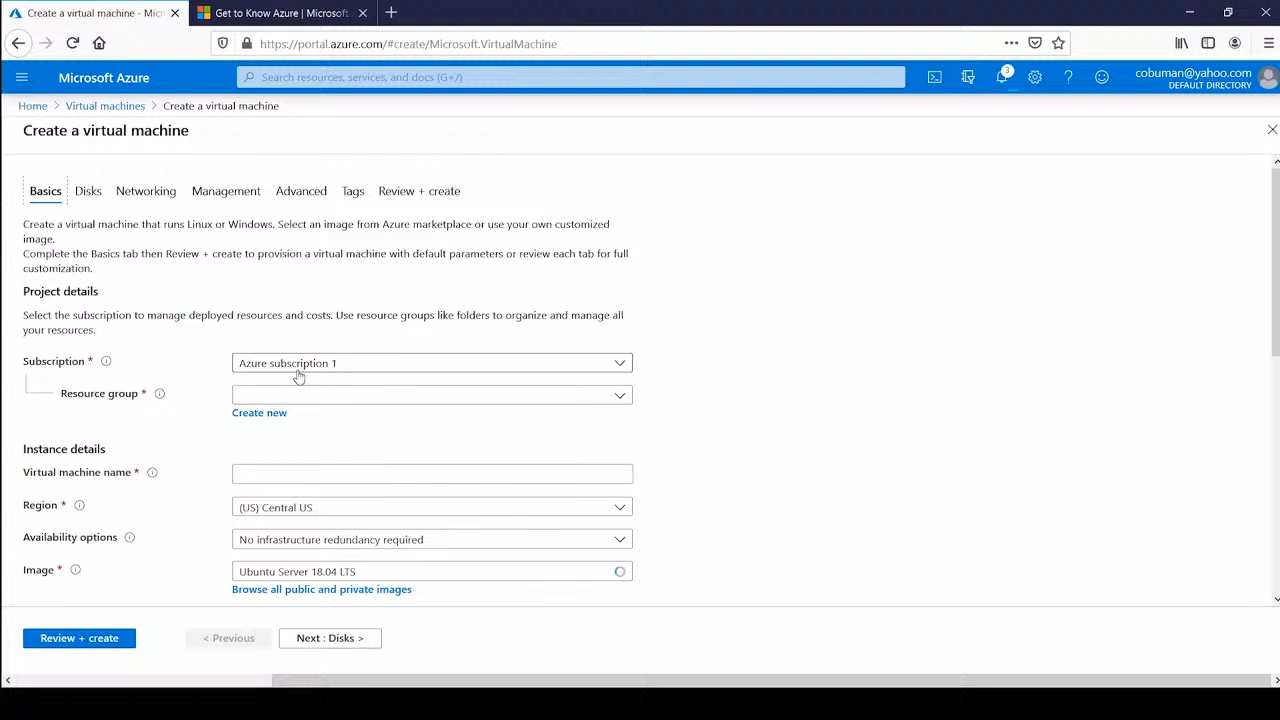 Create a virtual machine - Micr
Get to Know Azure | Microsoft
https://portal.azure.com/#create/Microsoft.VirtualMachine
Microsoft Azure
Search resources, services, and docs (G+/)
3
cobuman@yahoo.com
DEFAULT DIRECTORY
Home > Virtual machines > Create a virtual machine
Create a virtual machine
Basics Disks Networking Management Advanced Tags Review + create
Create a virtual machine that runs Linux or Windows. Select an image from Azure marketplace or use your own customized
image.
Complete the Basics tab then Review + create to provision a virtual machine with default parameters or review each tab for full
customization.
Project details
Select the subscription to manage deployed resources and costs. Use resource groups like folders to organize and manage all
your resources.
Subscription * Azure subscription 1
Resource group *
Create new
Instance details
Virtual machine name *
Region * (US) Central US
Availability options No infrastructure redundancy required
Image * Ubuntu Server 18.04 LTS
Browse all public and private images
Review + create < Previous Next : Disks >